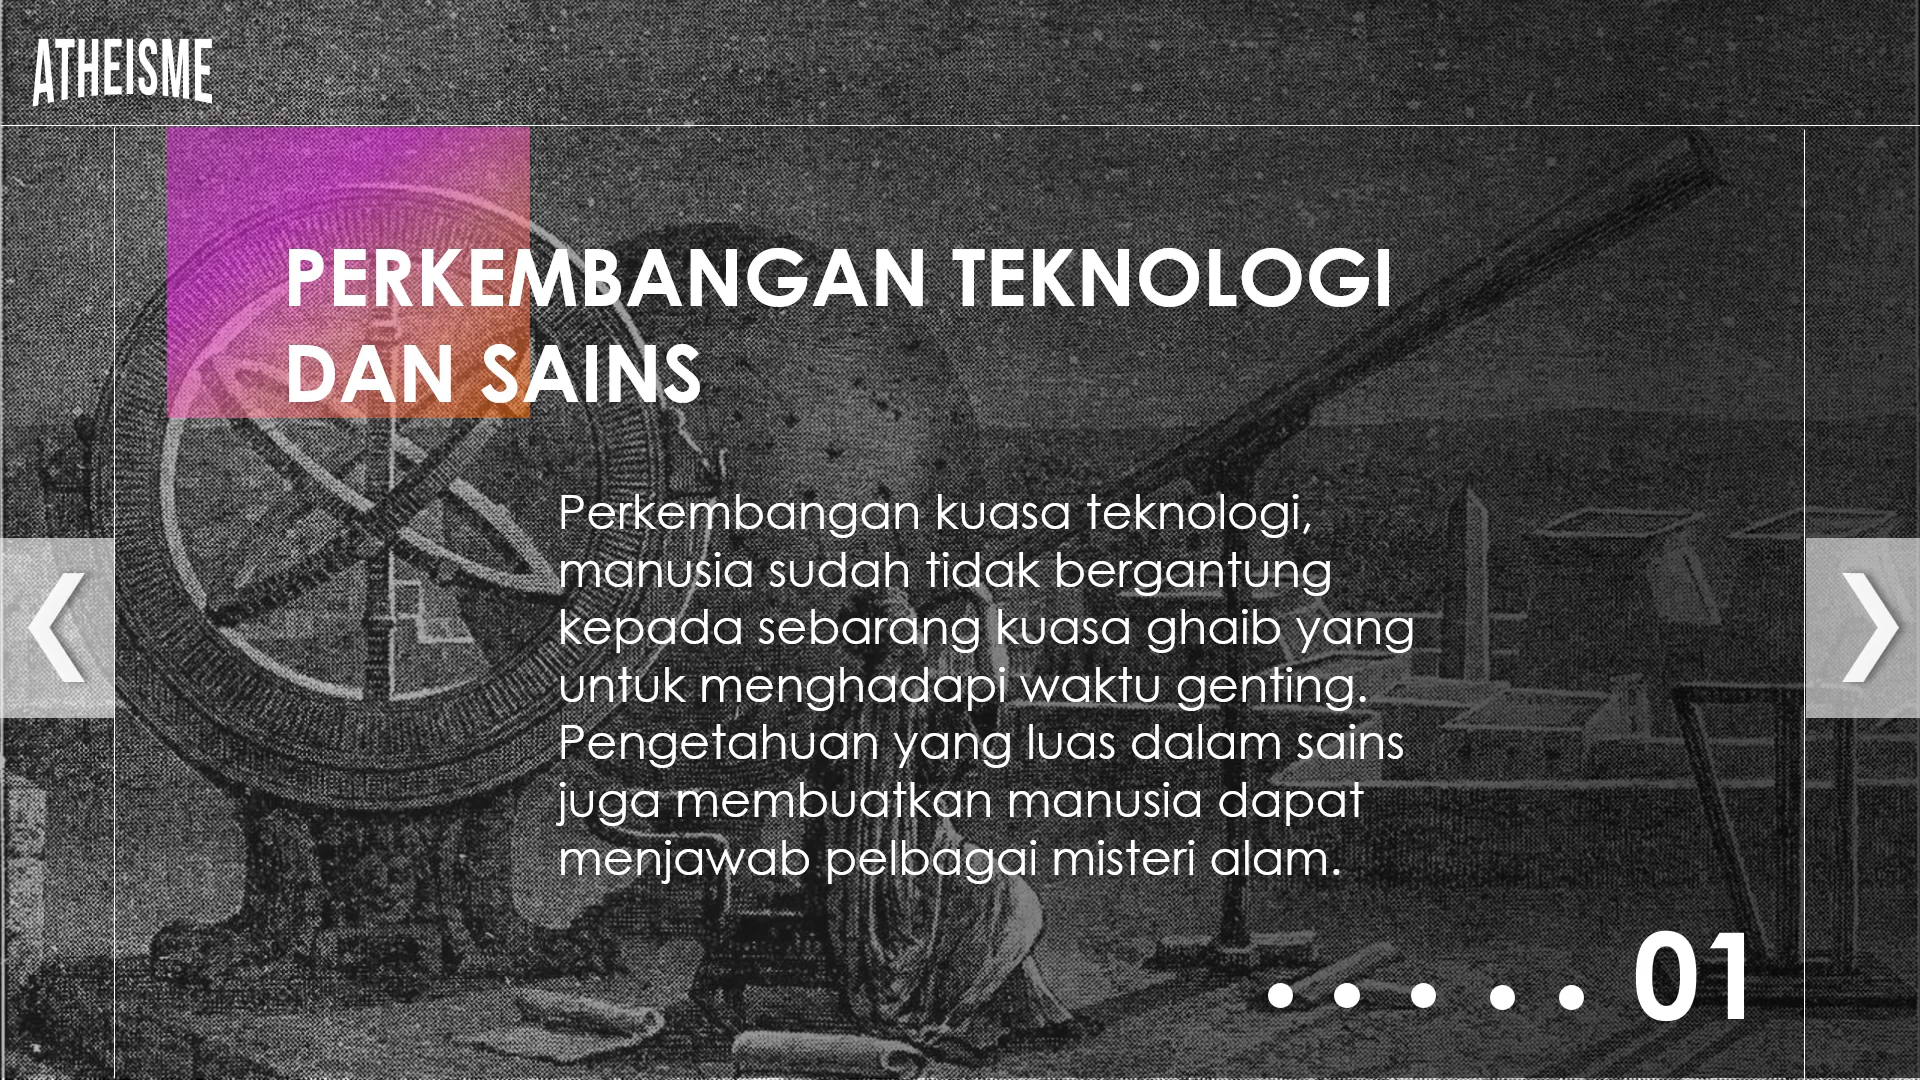 ATHEISME
PERKEMBANGAN TEKNOLOGI
DAN SAINS
Perkembangan kuasa teknologi,
manusia sudah tidak bergantung
kepada sebarang kuasa ghaib yang
untuk menghadapi waktu genting.
Pengetahuan yang luas dalam sains
juga membuatkan manusia dapat
menjawab pelbagai misteri alam.
01